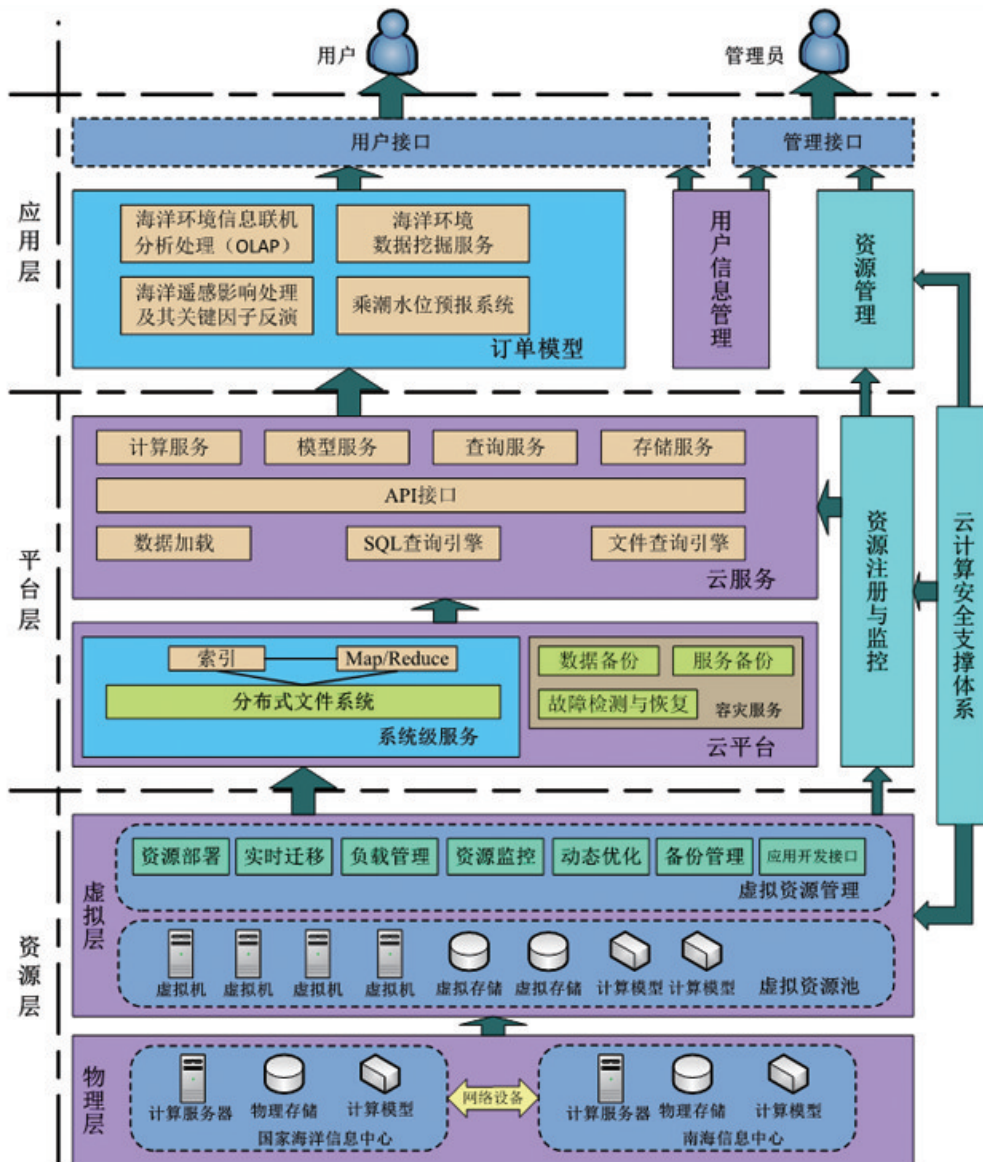 用户
管理员
用户接口
管理接口
应用层
海洋环境信息联机
分析处理（OLAP）
海洋环境
数据挖掘服务
海洋遥感影响处理
及其关键因子反演
乘潮水位预报系统
订单模型
用户信息管理
资源管理
平台层
计算服务
模型服务
查询服务
存储服务
API接口
数据加载
SQL查询引擎
文件查询引擎
云服务
资源注册与监控
云计算安全支撑体系
索引
Map/Reduce
分布式文件系统
系统级服务
数据备份
服务备份
故障检测与恢复
容灾服务
云平台
资源层
虚拟层
资源部署
实时迁移
负载管理
资源监控
动态优化
备份管理
应用开发接口
虚拟资源管理
虚拟机
虚拟机
虚拟机
虚拟机
虚拟存储
虚拟存储
计算模型
计算模型
虚拟资源池
物理层
计算服务器
物理存储
计算模型
国家海洋信息中心
网络设备
计算服务器
物理存储
计算模型
南海信息中心